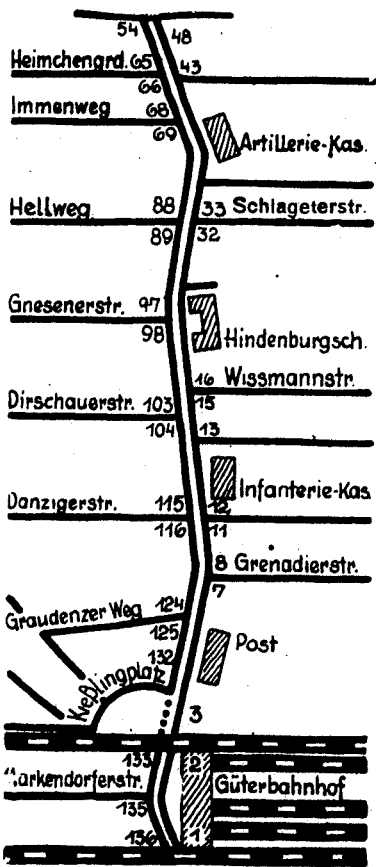 54 48
Heimchengrd. 65 43
66
Immenweg 68
69
Artillerie-Kas.
Hellweg 88 33 Schlageterstr.
89 32
Gnesenerstr. 97
98
Hindenburgsch.
16 Wissmannstr.
Dirschauerstr. 103 15
104 13
Infanterie-Kas.
Danzigerstr. 115 12
116 11
8 Grenadierstr.
7
Graudenzer Weg 124
125
Post
132
Kießlingplatz
3
133 2
Markendorferstr. Güterbahnhof
135
136 1